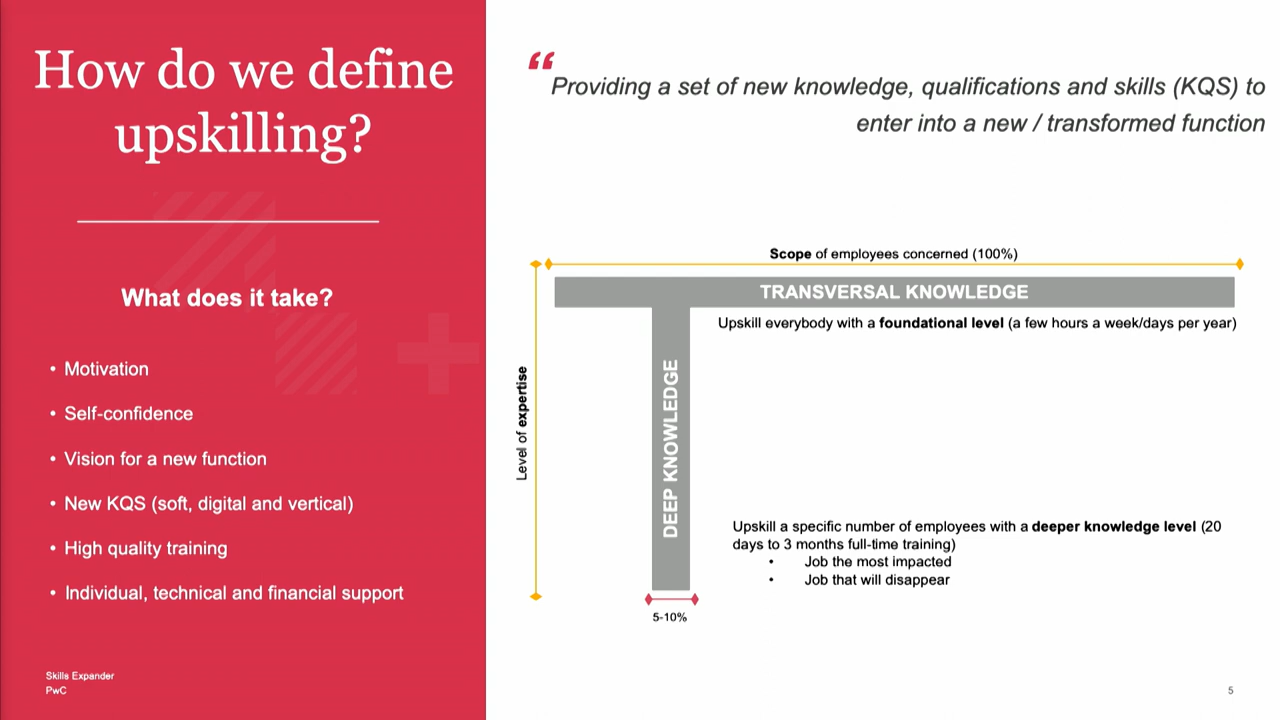 How do we define
upskilling?
What does it take?
• Motivation
• Self-confidence
• Vision for a new function
• New KQS (soft, digital and vertical)
• High quality training
• Individual, technical and financial support
Skills Expander
PwC
“
Providing a set of new knowledge, qualifications and skills (KQS) to
enter into a new / transformed function
Scope of employees concerned (100%)
TRANSVERSAL KNOWLEDGE
Upskill everybody with a foundational level (a few hours a week/days per year)
Level of expertise
DEEP KNOWLEDGE
Upskill a specific number of employees with a deeper knowledge level (20
days to 3 months full-time training)
• Job the most impacted
• Job that will disappear
5-10%
5